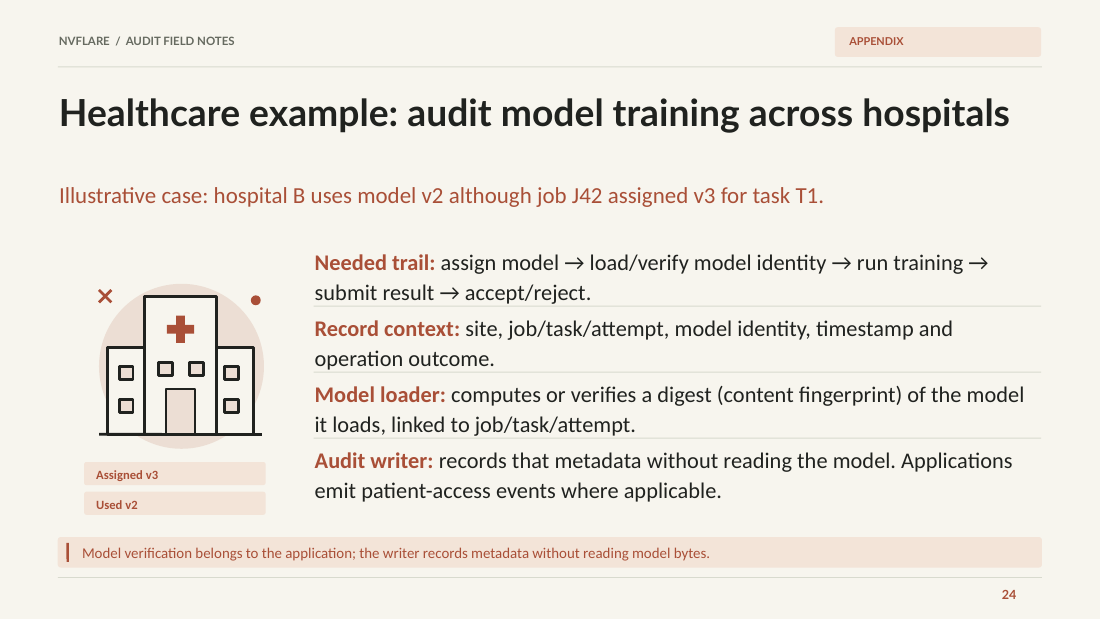 NVFLARE / AUDIT FIELD NOTES
APPENDIX
Healthcare example: audit model training across hospitals
Illustrative case: hospital B uses model v2 although job J42 assigned v3 for task T1.
Needed trail: assign model → load/verify model identity → run training →
submit result → accept/reject.
Record context: site, job/task/attempt, model identity, timestamp and
operation outcome.
Model loader: computes or verifies a digest (content fingerprint) of the model
it loads, linked to job/task/attempt.
Audit writer: records that metadata without reading the model. Applications
emit patient-access events where applicable.
Assigned v3
Used v2
Model verification belongs to the application; the writer records metadata without reading model bytes.
24